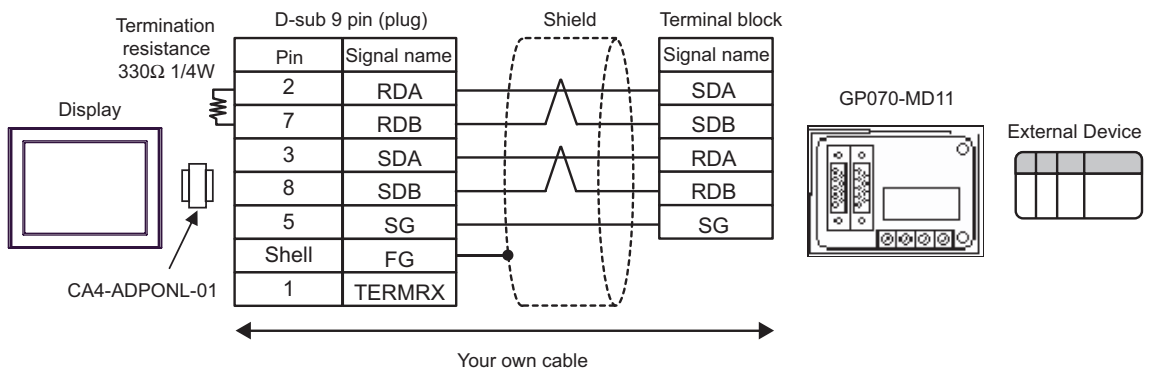 Termination
resistance
330Ω 1/4W
D-sub 9 pin (plug)
Shield
Terminal block
Pin
Signal name
Signal name
2
RDA
SDA
7
RDB
SDB
3
SDA
RDA
8
SDB
RDB
5
SG
SG
Shell
FG
1
TERMRX
Display
GP070-MD11
External Device
CA4-ADPONL-01
Your own cable